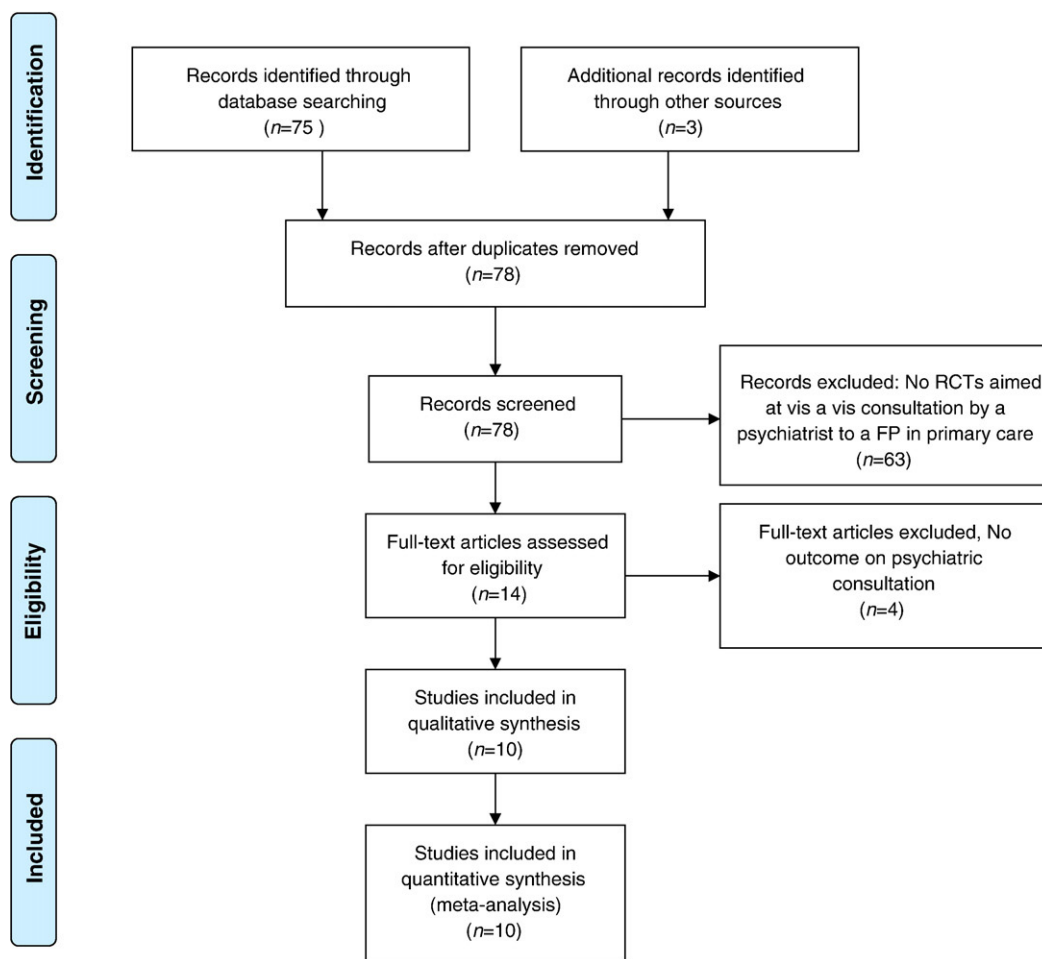 Identification
Records identified through
database searching
(n=75 )
Additional records identified
through other sources
(n=3)
Records after duplicates removed
(n=78)
Screening
Records screened
(n=78)
Records excluded: No RCTs aimed
at vis a vis consultation by a
psychiatrist to a FP in primary care
(n=63)
Eligibility
Full-text articles assessed
for eligibility
(n=14)
Full-text articles excluded, No
outcome on psychiatric
consultation
(n=4)
Studies included in
qualitative synthesis
(n=10)
Included
Studies included in
quantitative synthesis
(meta-analysis)
(n=10)